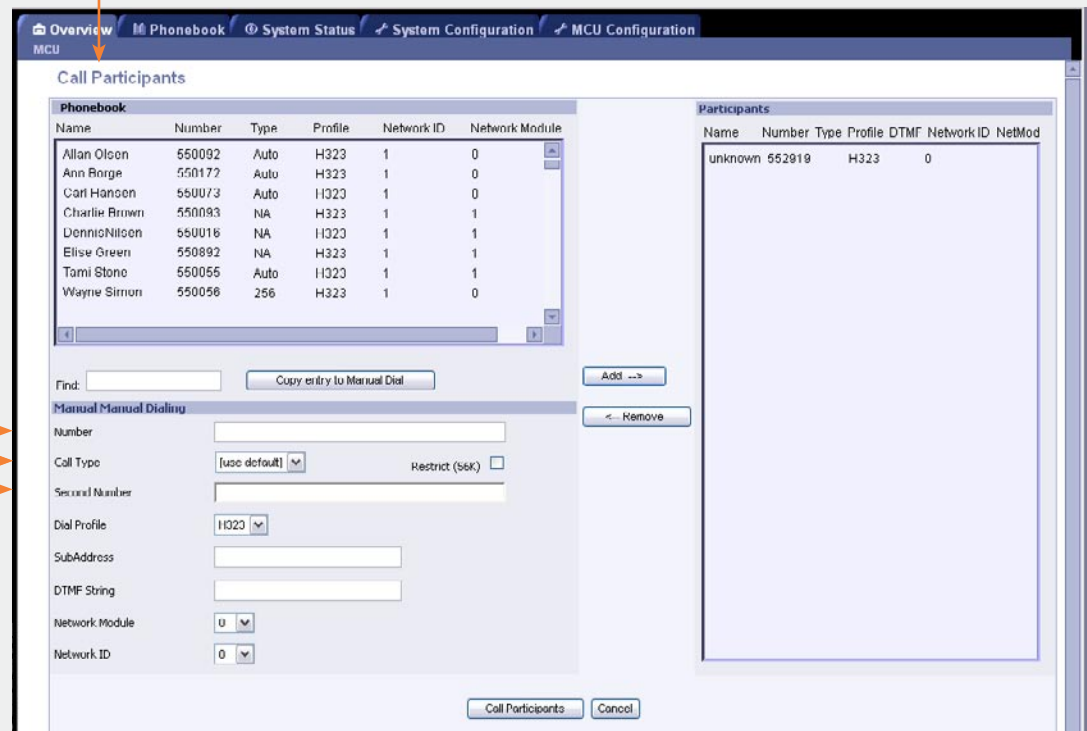 Overview Phonebook System Status System Configuration MCU Configuration
MCU
Call Participants
Phonebook
Name Number Type Profile Network ID Network Module
Allan Olsen 550092 Auto H323 1 0
Ann Borge 550172 Auto H323 1 0
Carl Hansen 550073 Auto H323 1 0
Charlie Brown 550093 NA H323 1 1
DennisNilsen 550016 NA H323 1 1
Elise Green 550892 NA H323 1 1
Tami Stone 550055 Auto H323 1 1
Wayne Simon 550056 256 H323 1 0
Find: Copy entry to Manual Dial
Manual Manual Dialing
Number
Call Type [use default] Restrict (56K)
Second Number
Dial Profile H323
SubAddress
DTMF String
Network Module 0
Network ID 0
Add -->
<-- Remove
Participants
Name Number Type Profile DTMF Network ID NetMod
unknown 552919 H323 0
Call Participants Cancel